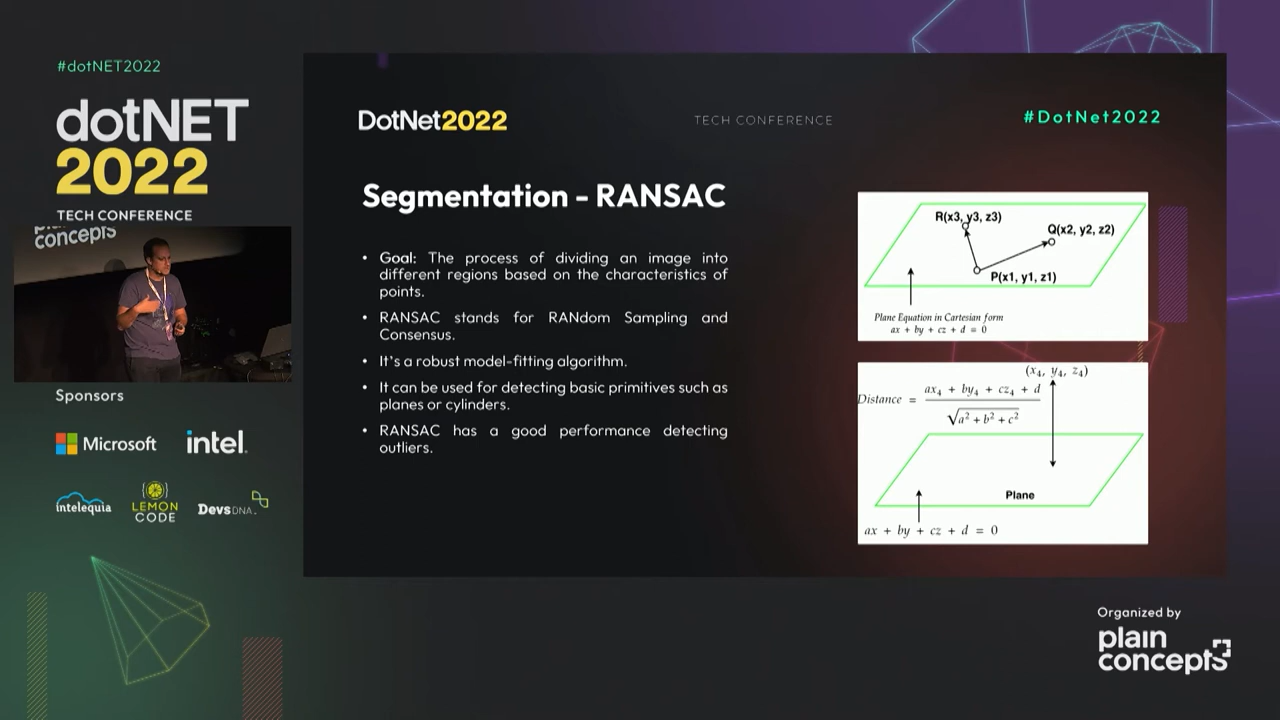 #dotNET2022
dotNET
2022
TECH CONFERENCE
plain
concepts
Sponsors
Microsoft
intel.
intelequia
LEMON
CODE
DevsDNA
DotNet2022
TECH CONFERENCE
#DotNet2022
Segmentation - RANSAC
• Goal: The process of dividing an image into
different regions based on the characteristics of
points.
• RANSAC stands for RANdom Sampling and
Consensus.
• It's a robust model-fitting algorithm.
• It can be used for detecting basic primitives such as
planes or cylinders.
• RANSAC has a good performance detecting
outliers.
R(x3, y3, z3)
Q(x2, y2, z2)
P(x1, y1, z1)
Plane Equation in Cartesian form
ax + by + cz + d = 0
(x₄, y₄, z₄)
Distance = ax₄ + by₄ + cz₄ + d
√a² + b² + c²
Plane
ax + by + cz + d = 0
Organized by
plain
concepts